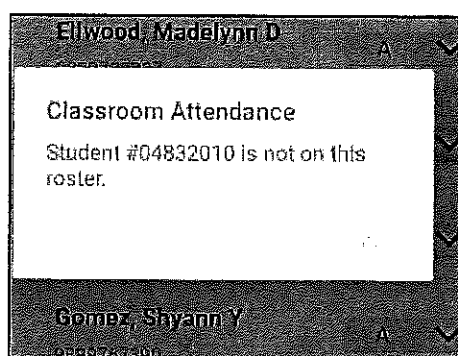 Ellwood, Madelynn D
A
Classroom Attendance
Student #04832010 is not on this
roster.
Gomez, Shyann Y
A